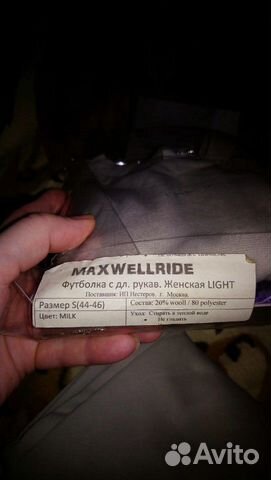 MAXWELLRIDE
Футболка с дл. рукав. Женская LIGHT
Поставщик: ИП Нестеров. г. Москва.
Размер S(44-46)
Состав: 20% wooll / 80 polyester
Цвет: MILK
Уход: Стирать в теплой воде
Не гладить
Avito